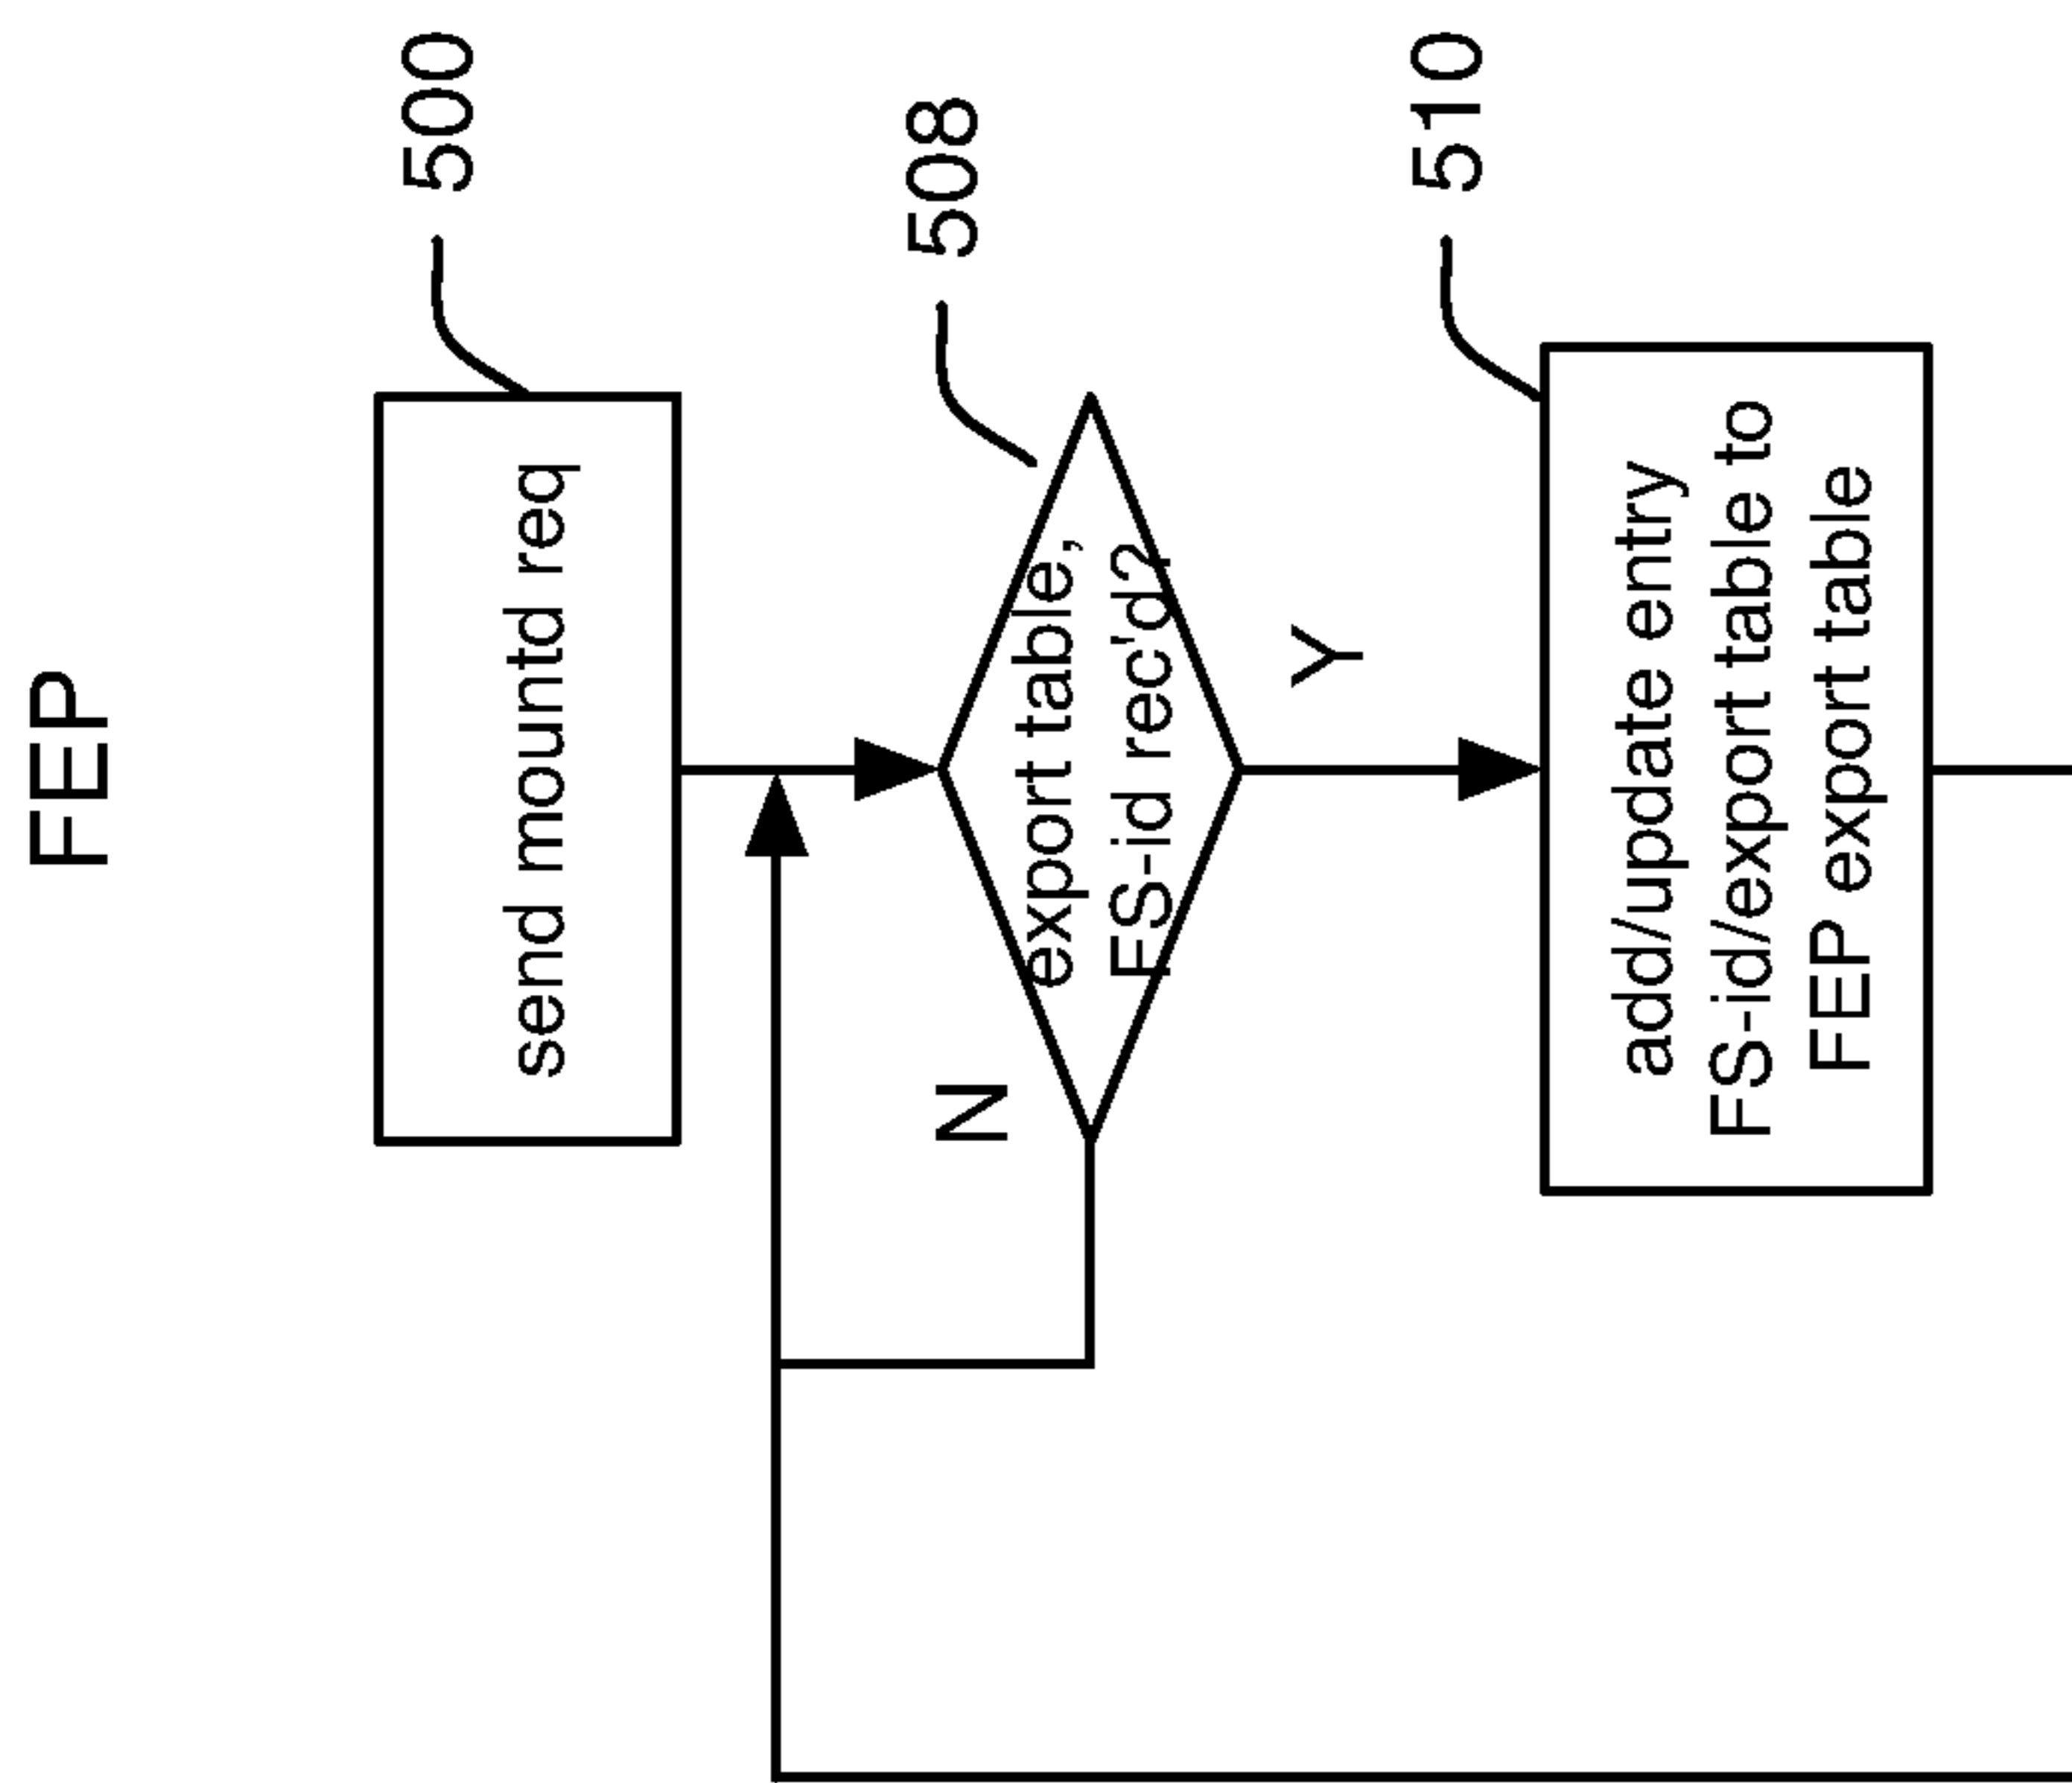 FEP
500
send mountd req
508
export table,
FS-id rec'd?
N
Y
510
add/update entry
FS-id/export table to
FEP export table